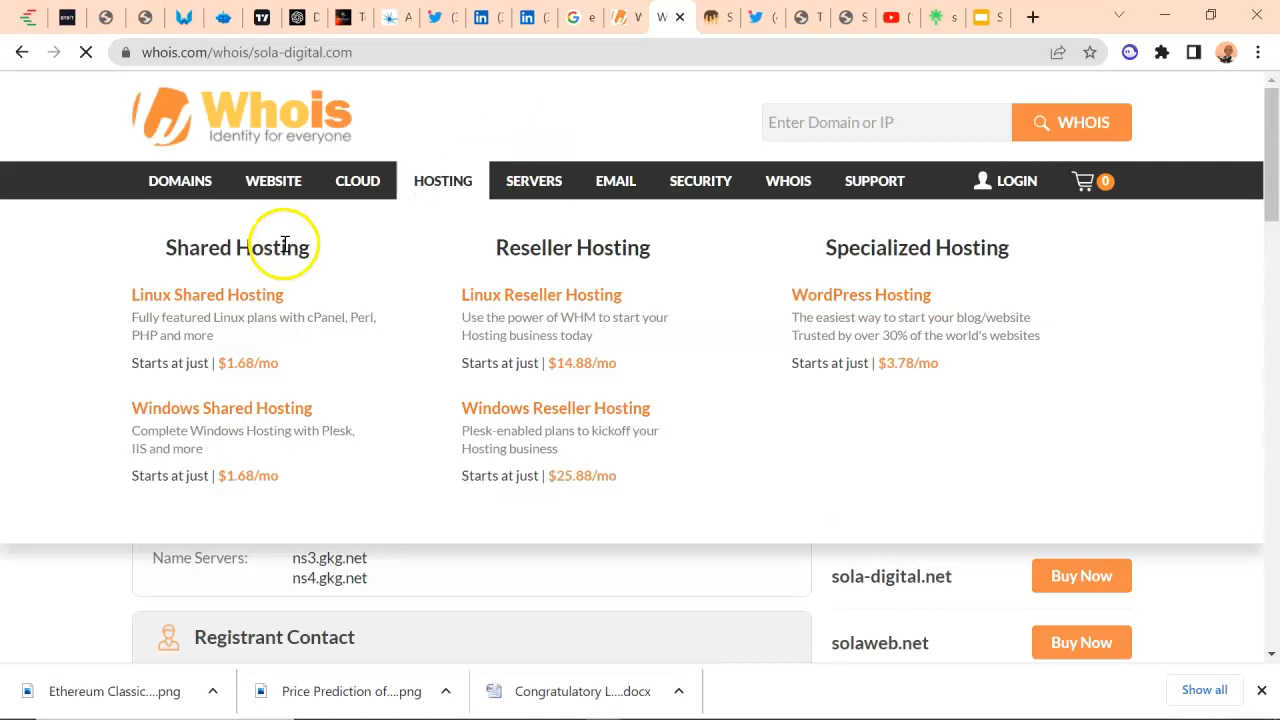 whois.com/whois/sola-digital.com
Whois
Identity for everyone
Enter Domain or IP
WHOIS
DOMAINS WEBSITE CLOUD HOSTING SERVERS EMAIL SECURITY WHOIS SUPPORT LOGIN 0
Shared Hosting
Linux Shared Hosting
Fully featured Linux plans with cPanel, Perl,
PHP and more
Starts at just | $1.68/mo
Windows Shared Hosting
Complete Windows Hosting with Plesk,
IIS and more
Starts at just | $1.68/mo
Reseller Hosting
Linux Reseller Hosting
Use the power of WHM to start your
Hosting business today
Starts at just | $14.88/mo
Windows Reseller Hosting
Plesk-enabled plans to kickoff your
Hosting business
Starts at just | $25.88/mo
Specialized Hosting
WordPress Hosting
The easiest way to start your blog/website
Trusted by over 30% of the world's websites
Starts at just | $3.78/mo
Name Servers: ns3.gkg.net
ns4.gkg.net
Registrant Contact
sola-digital.net Buy Now
solaweb.net Buy Now
Ethereum Classic....png
Price Prediction of....png
Congratulatory L....docx
Show all